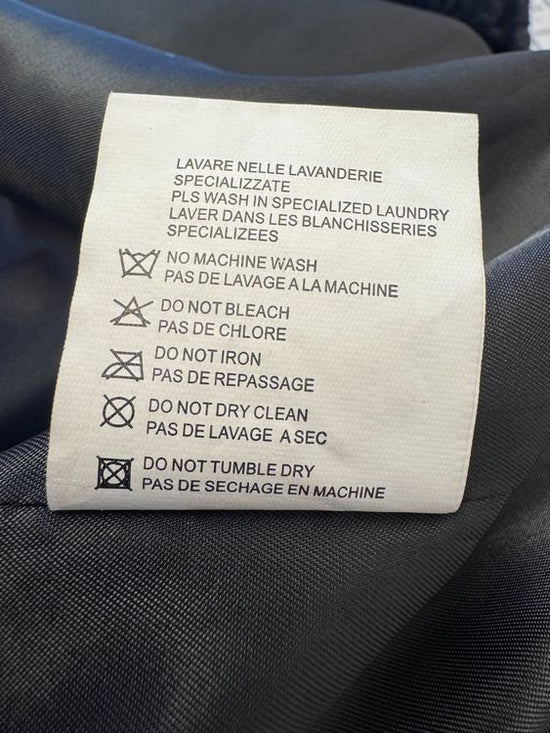 LAVARE NELLE LAVANDERIE
SPECIALIZZATE
PLS WASH IN SPECIALIZED LAUNDRY
LAVER DANS LES BLANCHISSERIES
SPECIALIZEES
NO MACHINE WASH
PAS DE LAVAGE A LA MACHINE
DO NOT BLEACH
PAS DE CHLORE
DO NOT IRON
PAS DE REPASSAGE
DO NOT DRY CLEAN
PAS DE LAVAGE A SEC
DO NOT TUMBLE DRY
PAS DE SECHAGE EN MACHINE